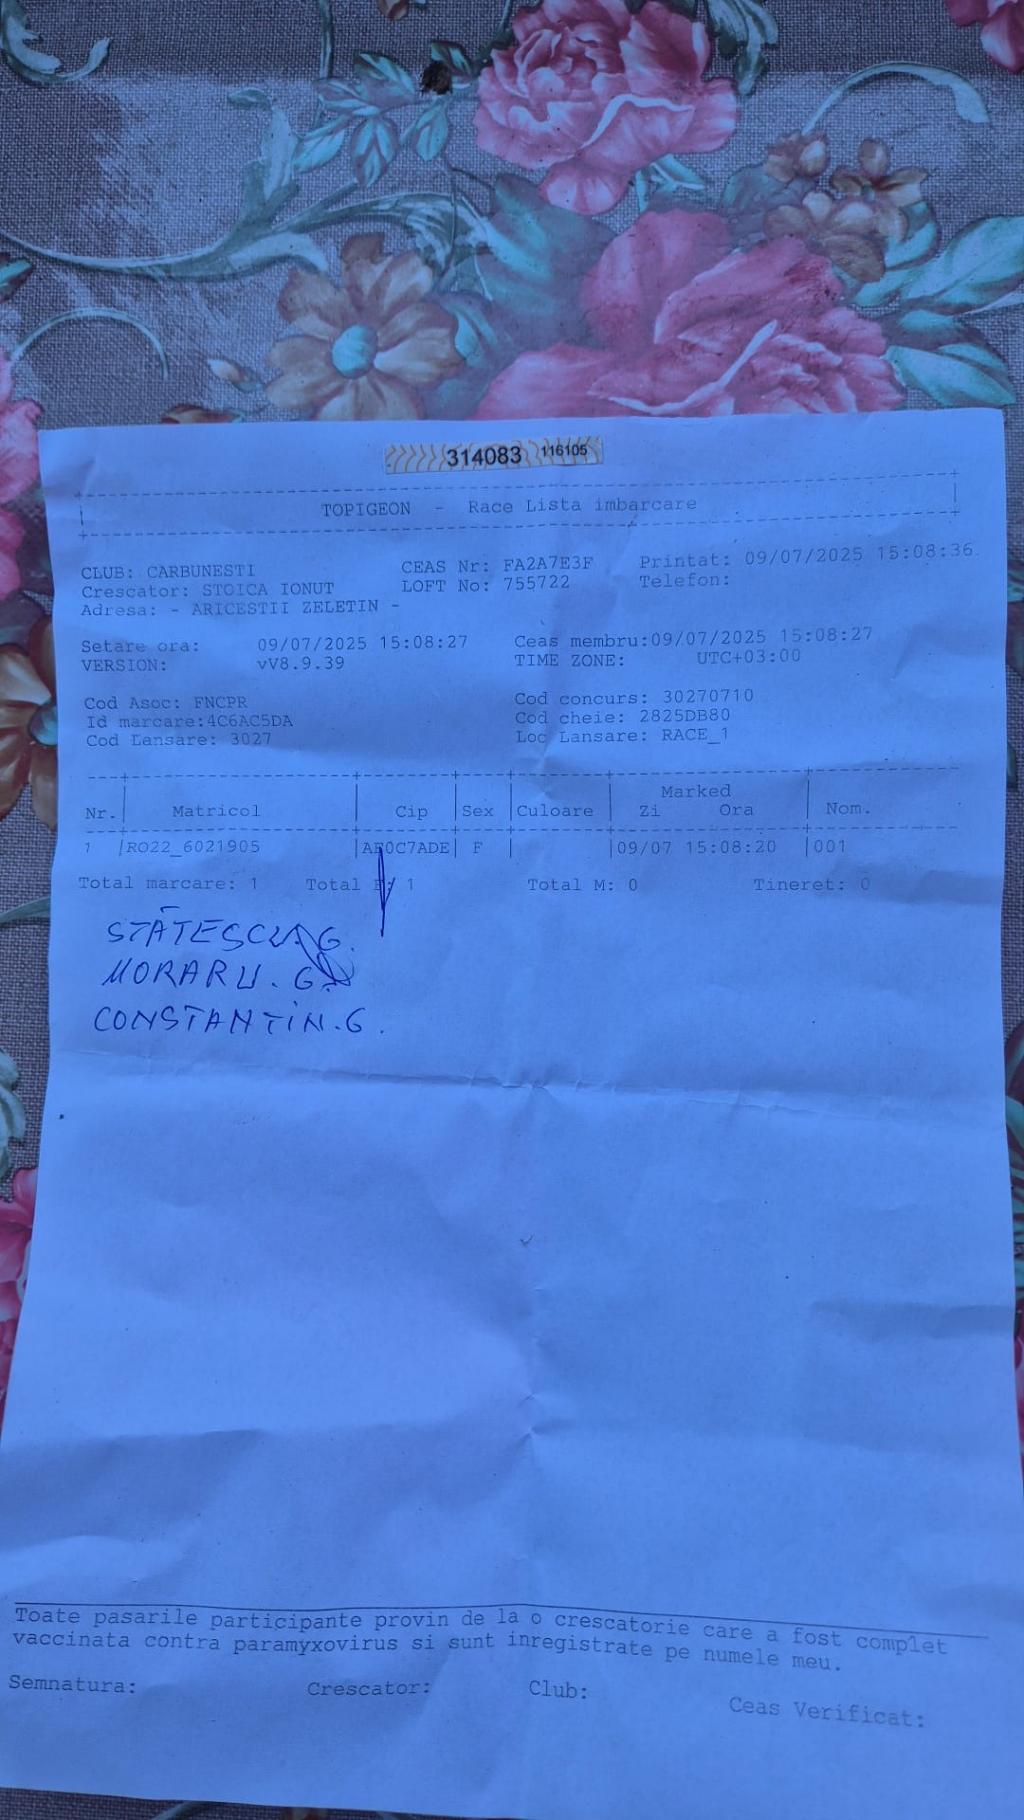 314083 116105
TOPIGEON - Race Lista imbarcare
CLUB: CARBUNESTI CEAS Nr: FA2A7E3F Printat: 09/07/2025 15:08:36
Crescator: STOICA IONUT LOFT No: 755722 Telefon:
Adresa: - ARICESTII ZELETIN -
Setare ora: 09/07/2025 15:08:27 Ceas membru:09/07/2025 15:08:27
VERSION: vV8.9.39 TIME ZONE: UTC+03:00
Cod Asoc: FNCPR Cod concurs: 30270710
Id marcare:4C6AC5DA Cod cheie: 2825DB80
Cod Lansare: 3027 Loc Lansare: RACE_1
Marked
Nr. Matricol Cip Sex Culoare Zi Ora Nom.
1 RO22_6021905 F 09/07 15:08:20 001
Total marcare: 1 Total 1 Total M: 0 Tineret: 0
STĂTESCU G.
MORARU. G
CONSTANTIN. G.
Toate pasarile participante provin de la o crescatorie care a fost complet
vaccinata contra paramyxovirus si sunt inregistrate pe numele meu.
Semnatura: Crescator: Club: Ceas Verificat: